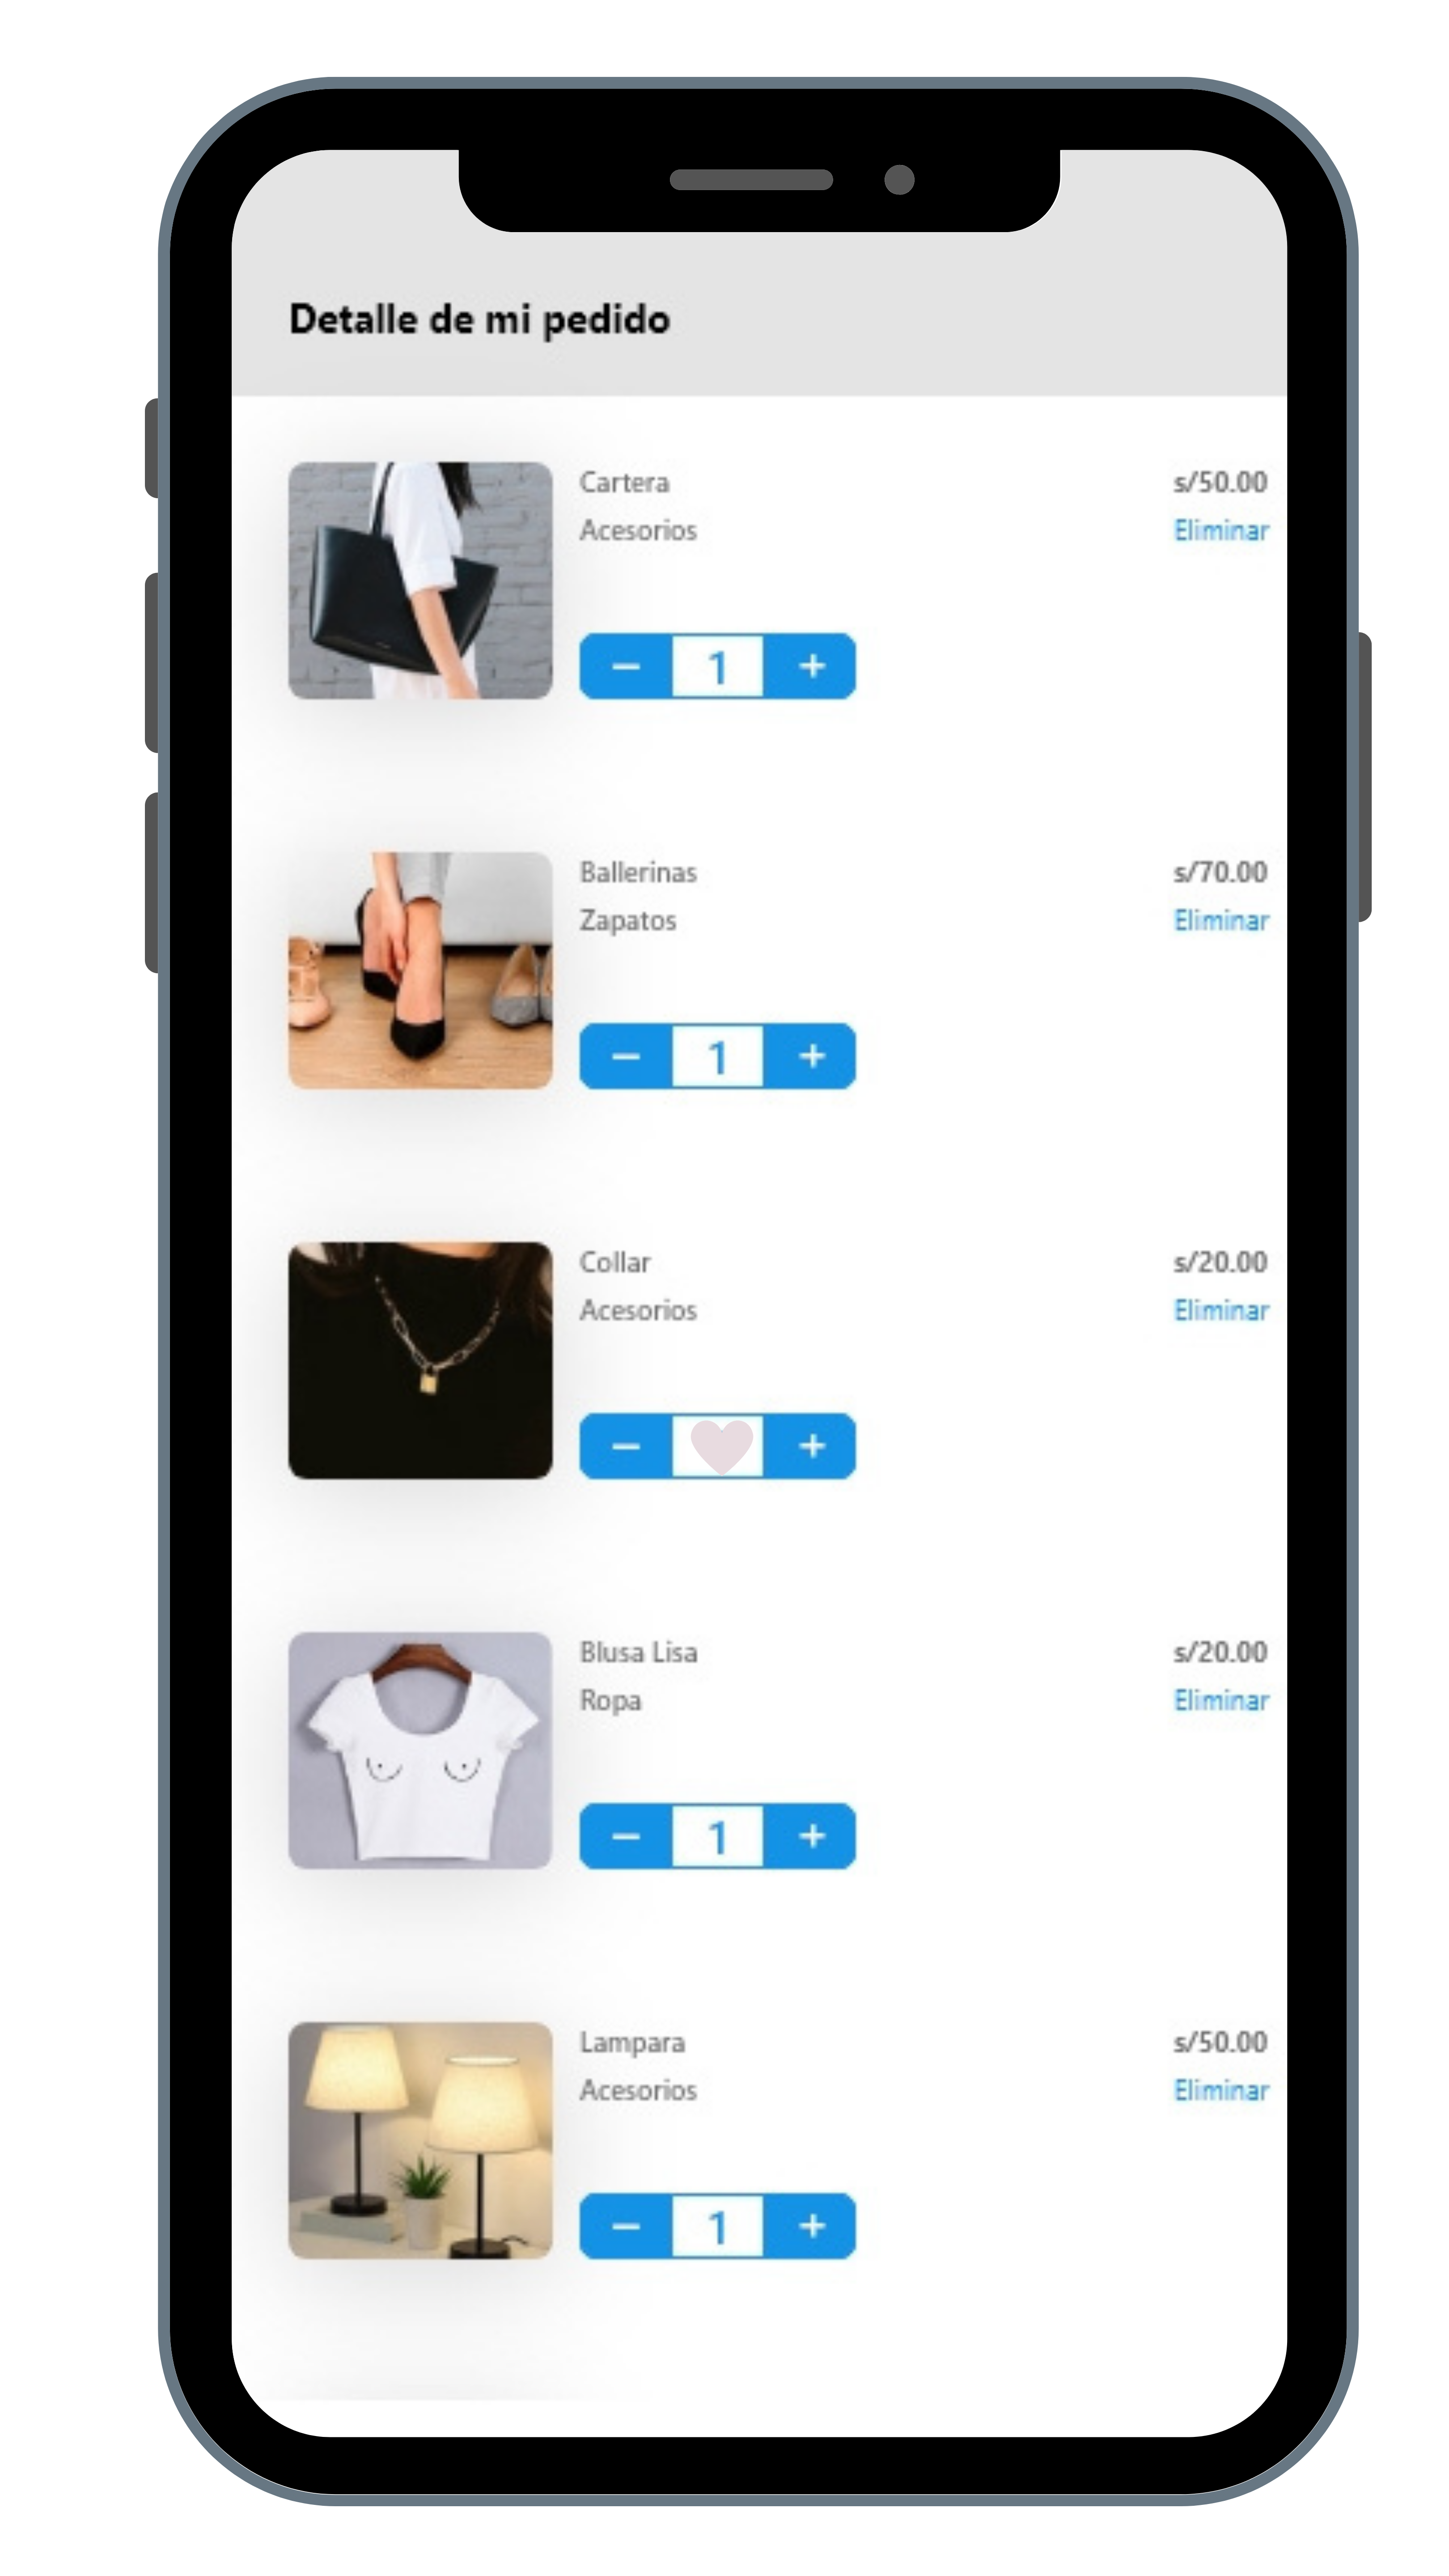 Detalle de mi pedido
Cartera s/50.00
Acesorios Eliminar
− 1 +
Ballerinas s/70.00
Zapatos Eliminar
− 1 +
Collar s/20.00
Acesorios Eliminar
− +
Blusa Lisa s/20.00
Ropa Eliminar
− 1 +
Lampara s/50.00
Acesorios Eliminar
− 1 +